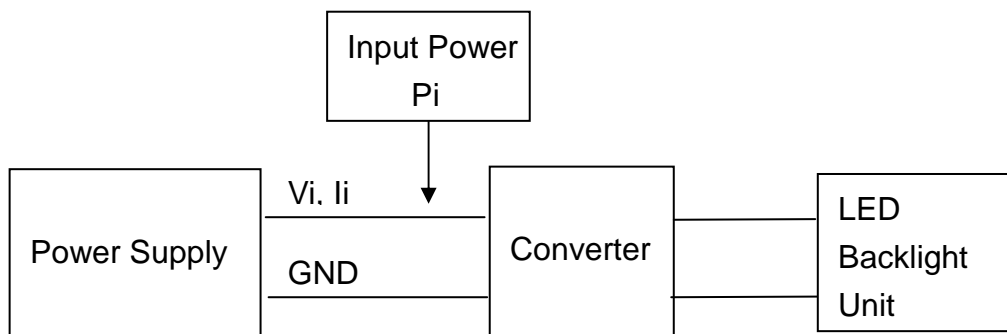 Input Power
Pi
Vi, Ii
Power Supply
GND
Converter
LED
Backlight
Unit